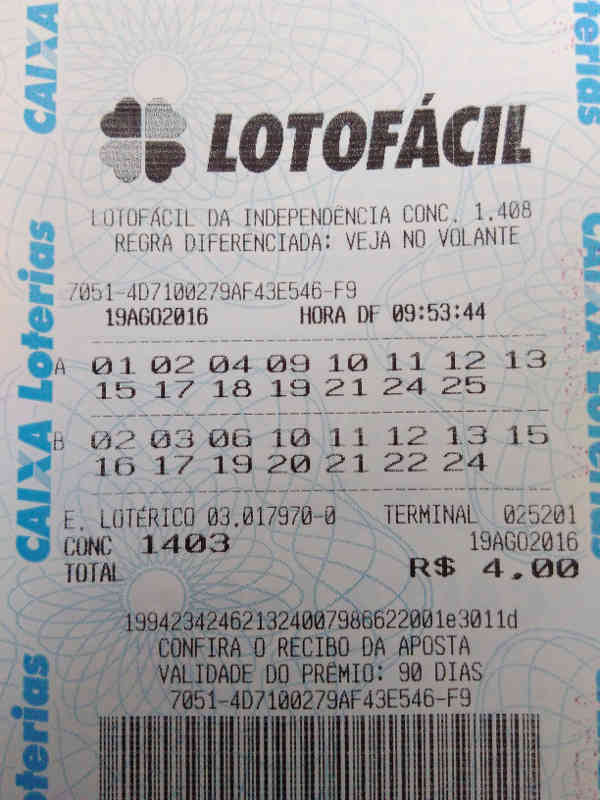 CAIXA
CAIXA Loterias
CAIXA Loterias
Loterias
Loterias
CAIXA Loterias
LOTOFÁCIL
LOTOFÁCIL DA INDEPENDÊNCIA CONC. 1.408
REGRA DIFERENCIADA: VEJA NO VOLANTE
7051-4D7100279AF43E546-F9
19AGO2016 HORA DF 09:53:44
A 01 02 04 09 10 11 12 13
15 17 18 19 21 24 25
B 02 03 06 10 11 12 13 15
16 17 19 20 21 22 24
E. LOTÉRICO 03.017970-0 TERMINAL 025201
CONC 1403 19AGO2016
TOTAL R$ 4.00
199423424621324007986622001e3011d
CONFIRA O RECIBO DA APOSTA
VALIDADE DO PRÊMIO: 90 DIAS
7051-4D7100279AF43E546-F9